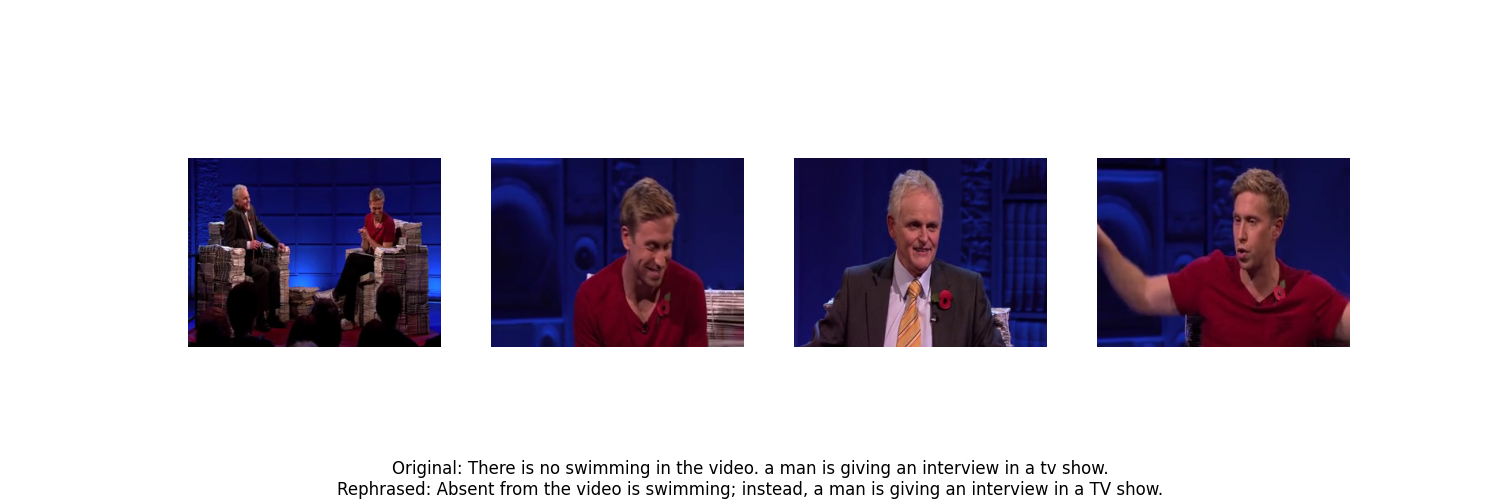 Original: There is no swimming in the video. a man is giving an interview in a tv show.
Rephrased: Absent from the video is swimming; instead, a man is giving an interview in a TV show.